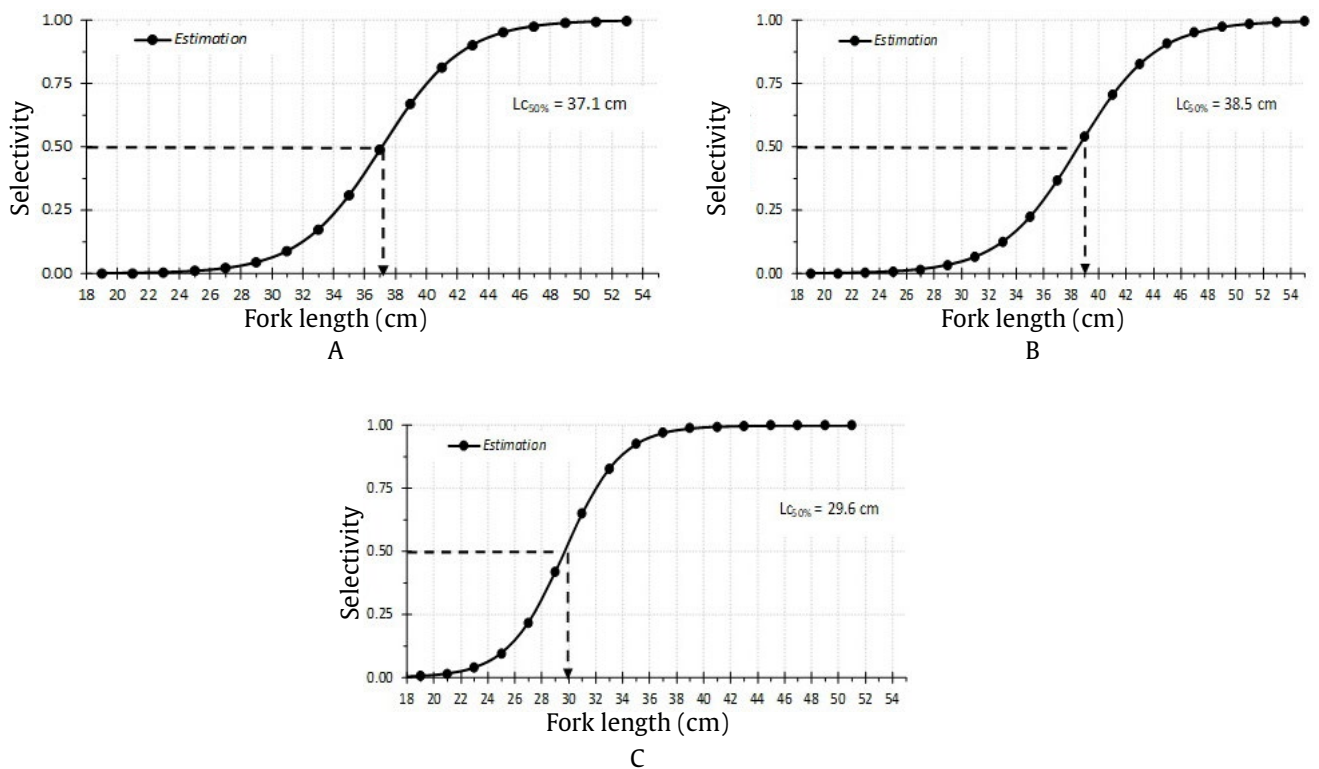 1.00
0.75
0.50
0.25
0.00
Selectivity
Estimation
Lc50% = 37.1 cm
18 20 22 24 26 28 30 32 34 36 38 40 42 44 46 48 50 52 54
Fork length (cm)
A
1.00
0.75
0.50
0.25
0.00
Selectivity
Estimation
Lc50% = 38.5 cm
18 20 22 24 26 28 30 32 34 36 38 40 42 44 46 48 50 52 54
Fork length (cm)
B
1.00
0.75
0.50
0.25
0.00
Selectivity
Estimation
Lc50% = 29.6 cm
18 20 22 24 26 28 30 32 34 36 38 40 42 44 46 48 50 52 54
Fork length (cm)
C